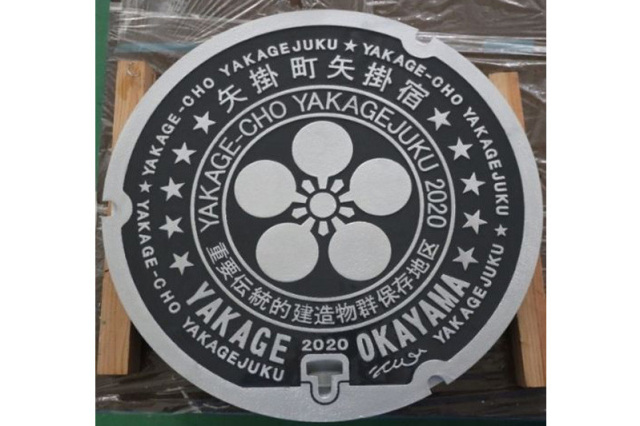 YAKAGE-CHO YAKAGEJUKU ★ YAKAGE-CHO YAKAGEJUKU
矢掛町矢掛宿
YAKAGE-CHO YAKAGEJUKU 2020
重要伝統的建造物群保存地区
YAKAGE
2020
OKAYAMA
YAKAGE-CHO YAKAGEJUKU
YAKAGEJUKU